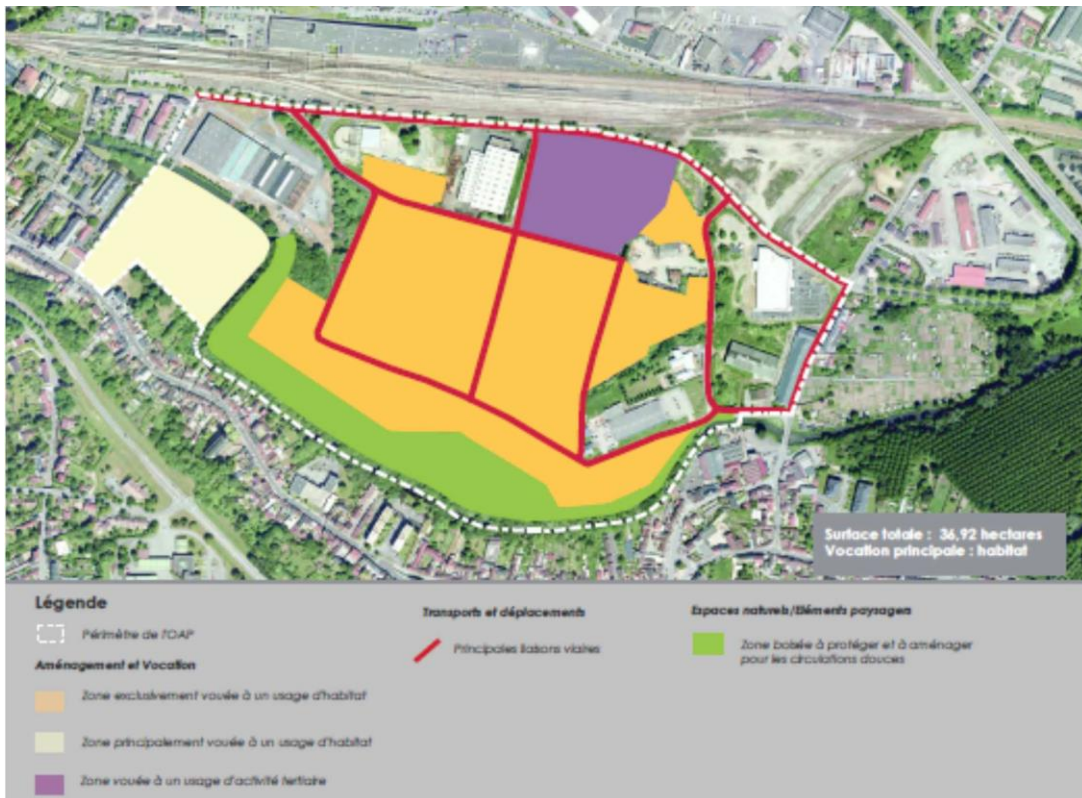 Surface totale : 36,92 hectares
Vocation principale : habitat
Légende
Périmètre de l'OAP
Aménagement et Vocation
Zone exclusivement vouée à un usage d'habitat
Zone principalement vouée à un usage d'habitat
Zone vouée à un usage d'activité tertiaire
Transports et déplacements
Principales liaisons viaires
Espaces naturels/Eléments paysagers
Zone boisée à protéger et à aménager
pour les circulations douces